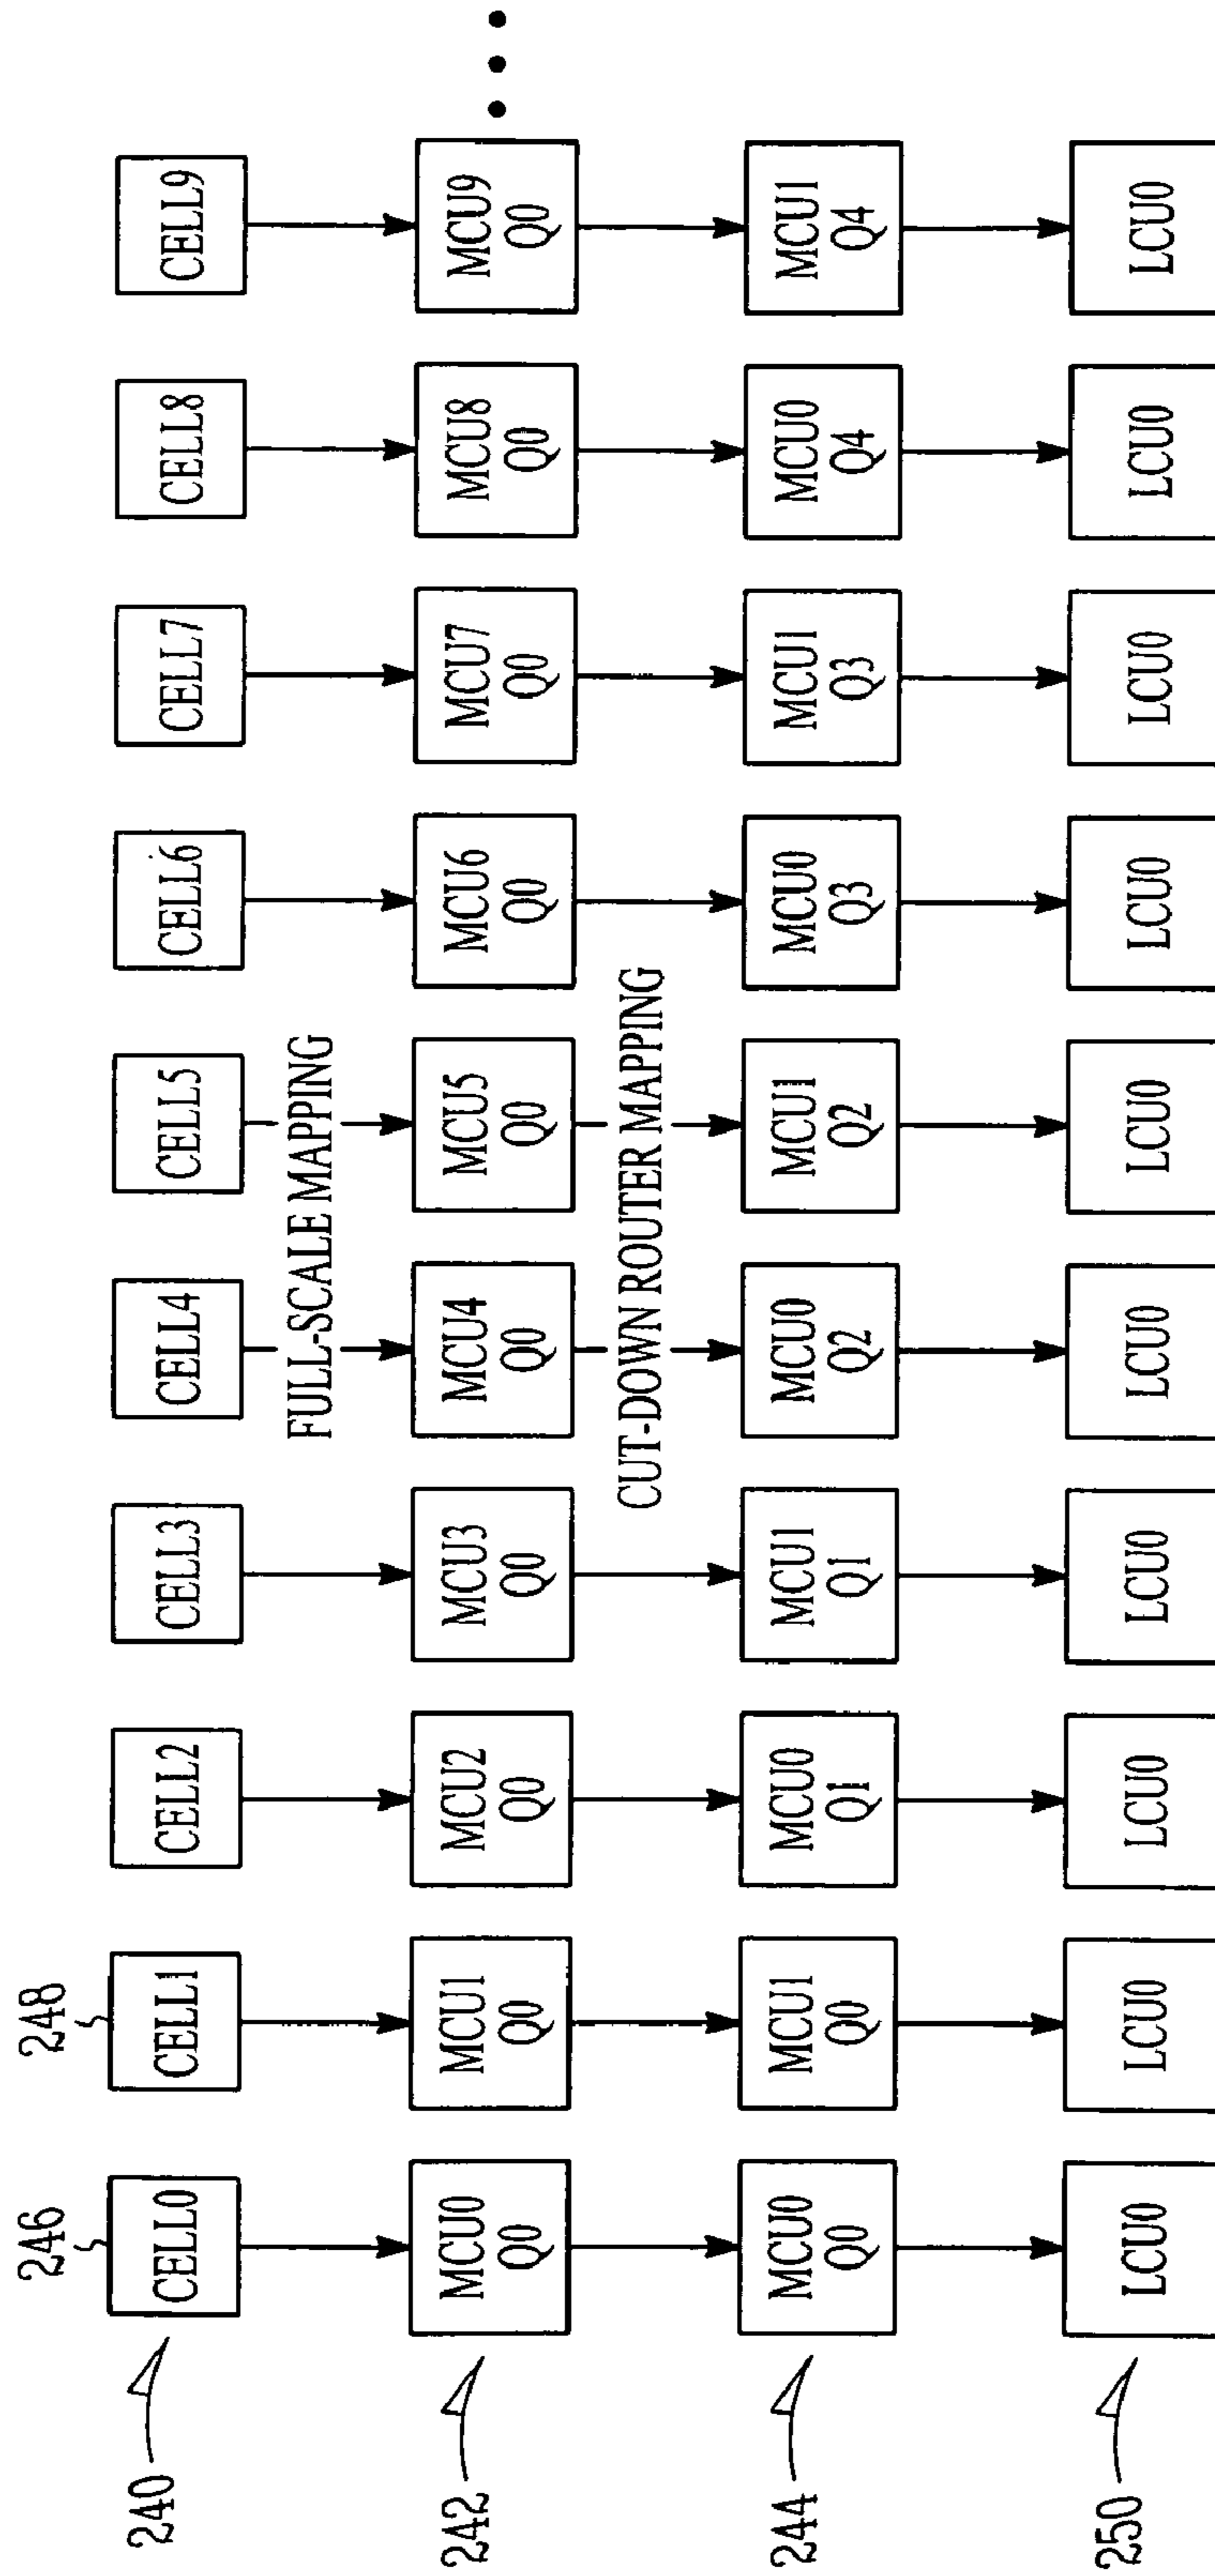 246 248
240 CELL0 CELL1 CELL2 CELL3 CELL4 CELL5 CELL6 CELL7 CELL8 CELL9
FULL-SCALE MAPPING
242 MCU0 MCU1 MCU2 MCU3 MCU4 MCU5 MCU6 MCU7 MCU8 MCU9
Q0 Q0 Q0 Q0 Q0 Q0 Q0 Q0 Q0 Q0 • • •
CUT-DOWN ROUTER MAPPING
244 MCU0 MCU1 MCU0 MCU1 MCU0 MCU1 MCU0 MCU1 MCU0 MCU1
Q0 Q0 Q1 Q1 Q2 Q2 Q3 Q3 Q4 Q4
250 LCU0 LCU0 LCU0 LCU0 LCU0 LCU0 LCU0 LCU0 LCU0 LCU0